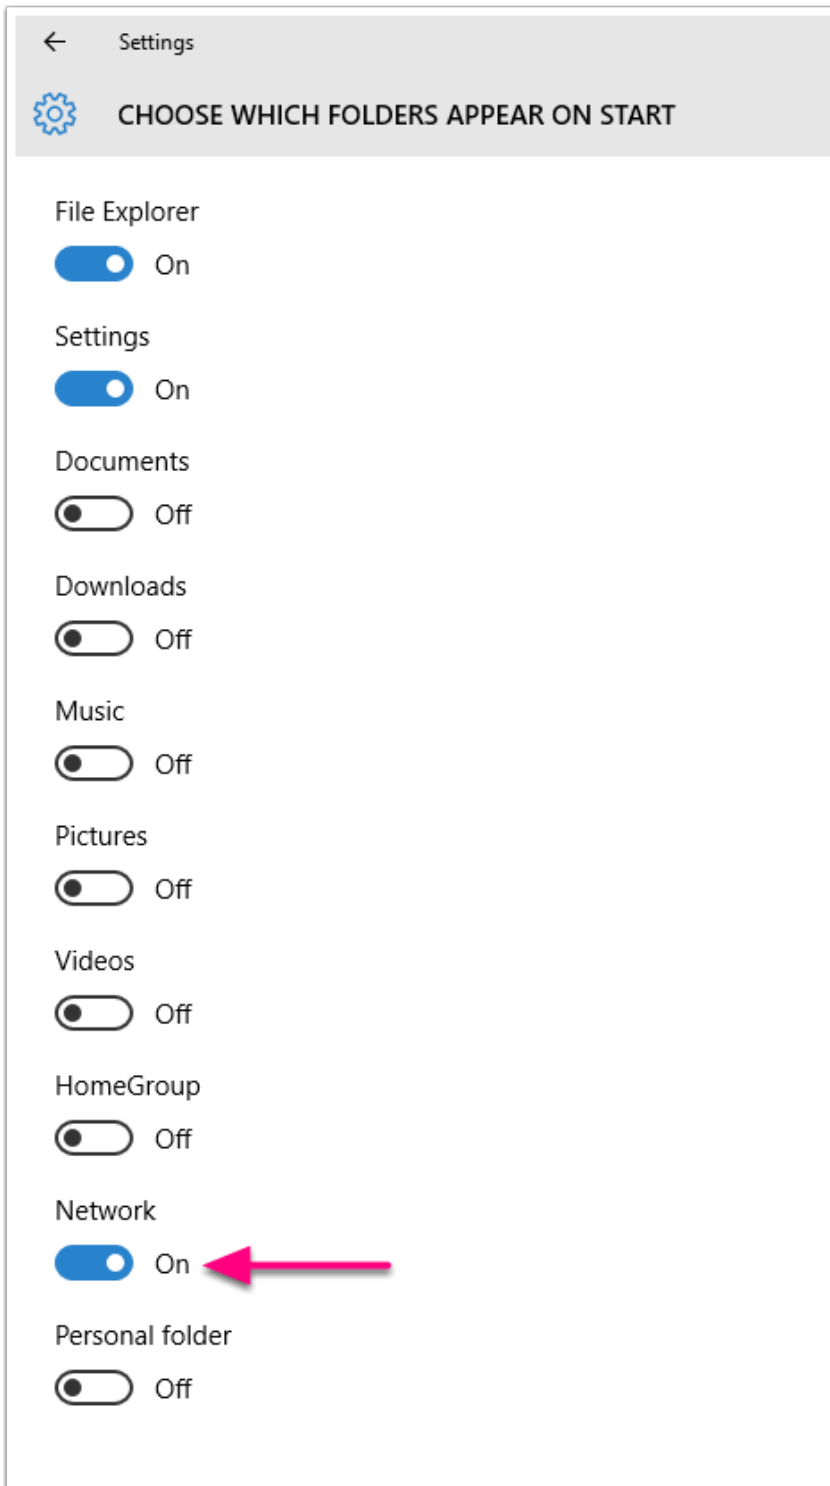 Settings
CHOOSE WHICH FOLDERS APPEAR ON START
File Explorer
On
Settings
On
Documents
Off
Downloads
Off
Music
Off
Pictures
Off
Videos
Off
HomeGroup
Off
Network
On
Personal folder
Off